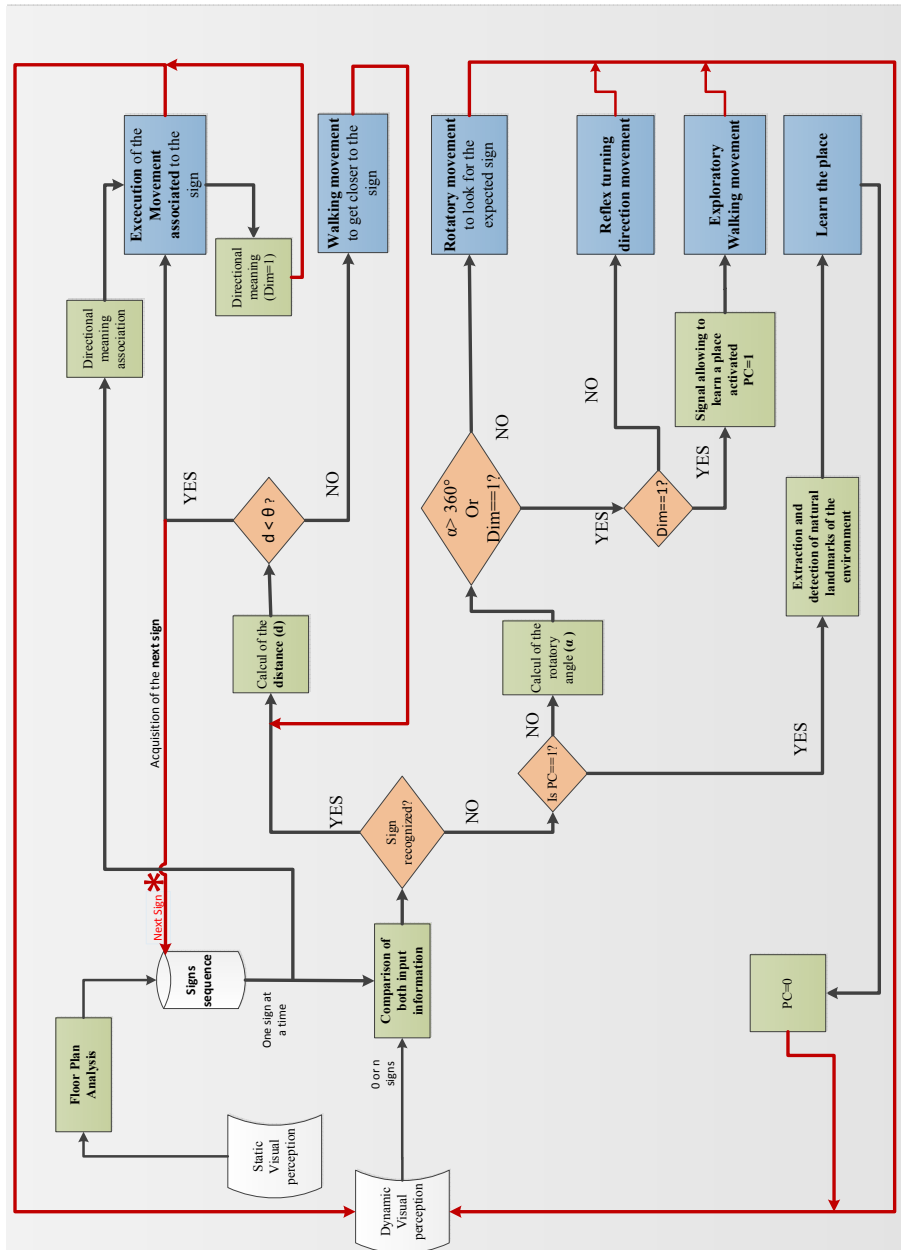 Static
Visual
perception
Floor Plan
Analysis
Signs
sequence
Next Sign
*
Acquisition of the next sign
One sign at
a time
Dynamic
Visual
perception
0 or n
signs
Comparison of
both input
information
Sign
recognized?
YES
NO
Calcul of the
distance (d)
d < θ ?
YES
NO
Directional
meaning
association
Excecution of the
Movement
associated to the
sign
Directional
meaning
(Dim=1)
Walking movement
to get closer to the
sign
Is PC==1?
NO
YES
Calcul of the
rotatory
angle (α )
α> 360°
Or
Dim==1?
NO
YES
Rotatory movement
to look for the
expected sign
Dim==1?
NO
YES
Reflex turning
direction movement
Signal allowing to
learn a place
activated
PC=1
Exploratory
Walking movement
Extraction and
detection of natural
landmarks of the
environment
Learn the place
PC=0